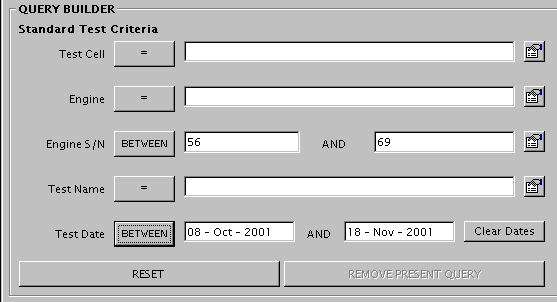 QUERY BUILDER
Standard Test Criteria
Test Cell =
Engine =
Engine S/N BETWEEN 56 AND 69
Test Name =
Test Date BETWEEN 08 - Oct - 2001 AND 18 - Nov - 2001 Clear Dates
RESET REMOVE PRESENT QUERY